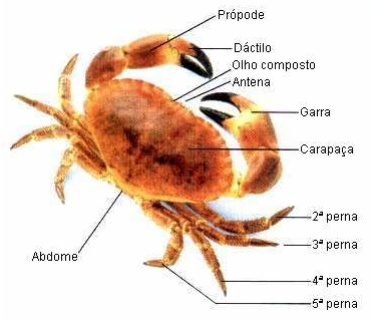 Própode
Dáctilo
Olho composto
Antena
Garra
Carapaça
2ª perna
3ª perna
Abdome
4ª perna
5ª perna